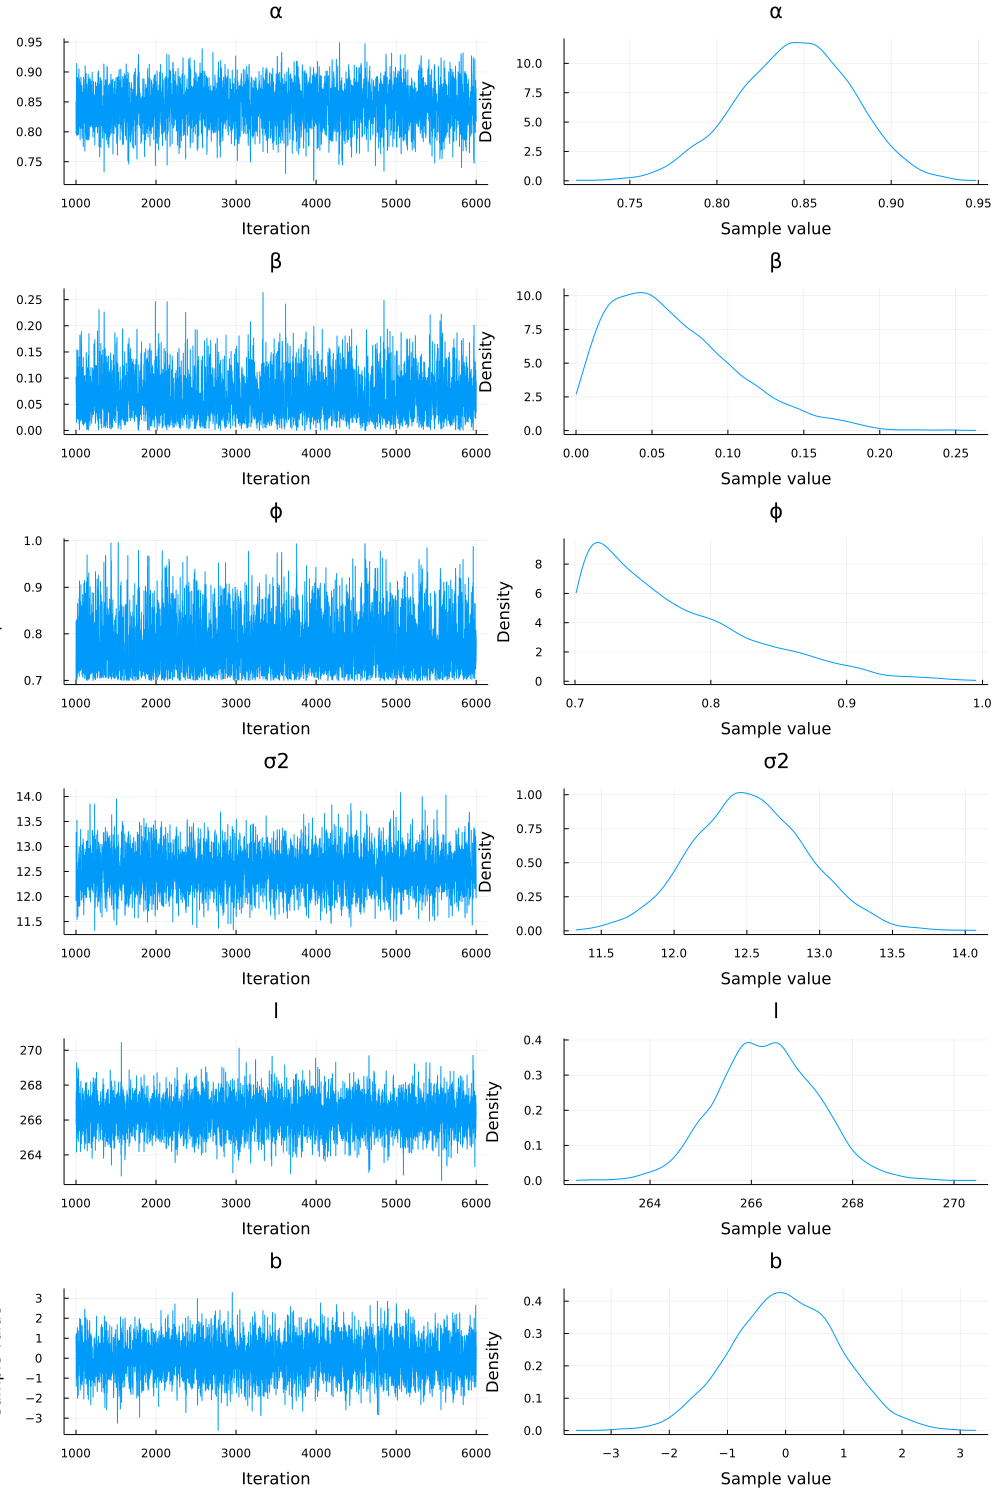 α α
0.95
0.90
0.85
0.80
0.75
1000 2000 3000 4000 5000 6000
Iteration
Density
10.0
7.5
5.0
2.5
0.0
0.75 0.80 0.85 0.90 0.95
Sample value
β β
0.25
0.20
0.15
0.10
0.05
0.00
1000 2000 3000 4000 5000 6000
Iteration
Density
10.0
7.5
5.0
2.5
0.0
0.00 0.05 0.10 0.15 0.20 0.25
Sample value
ϕ ϕ
1.0
0.9
0.8
0.7
1000 2000 3000 4000 5000 6000
Iteration
Density
8
6
4
2
0
0.7 0.8 0.9 1.0
Sample value
σ2 σ2
14.0
13.5
13.0
12.5
12.0
11.5
1000 2000 3000 4000 5000 6000
Iteration
Density
1.00
0.75
0.50
0.25
0.00
11.5 12.0 12.5 13.0 13.5 14.0
Sample value
l l
270
268
266
264
1000 2000 3000 4000 5000 6000
Iteration
Density
0.4
0.3
0.2
0.1
0.0
264 266 268 270
Sample value
b b
3
2
1
0
−1
−2
−3
1000 2000 3000 4000 5000 6000
Iteration
Density
0.4
0.3
0.2
0.1
0.0
−3 −2 −1 0 1 2 3
Sample value